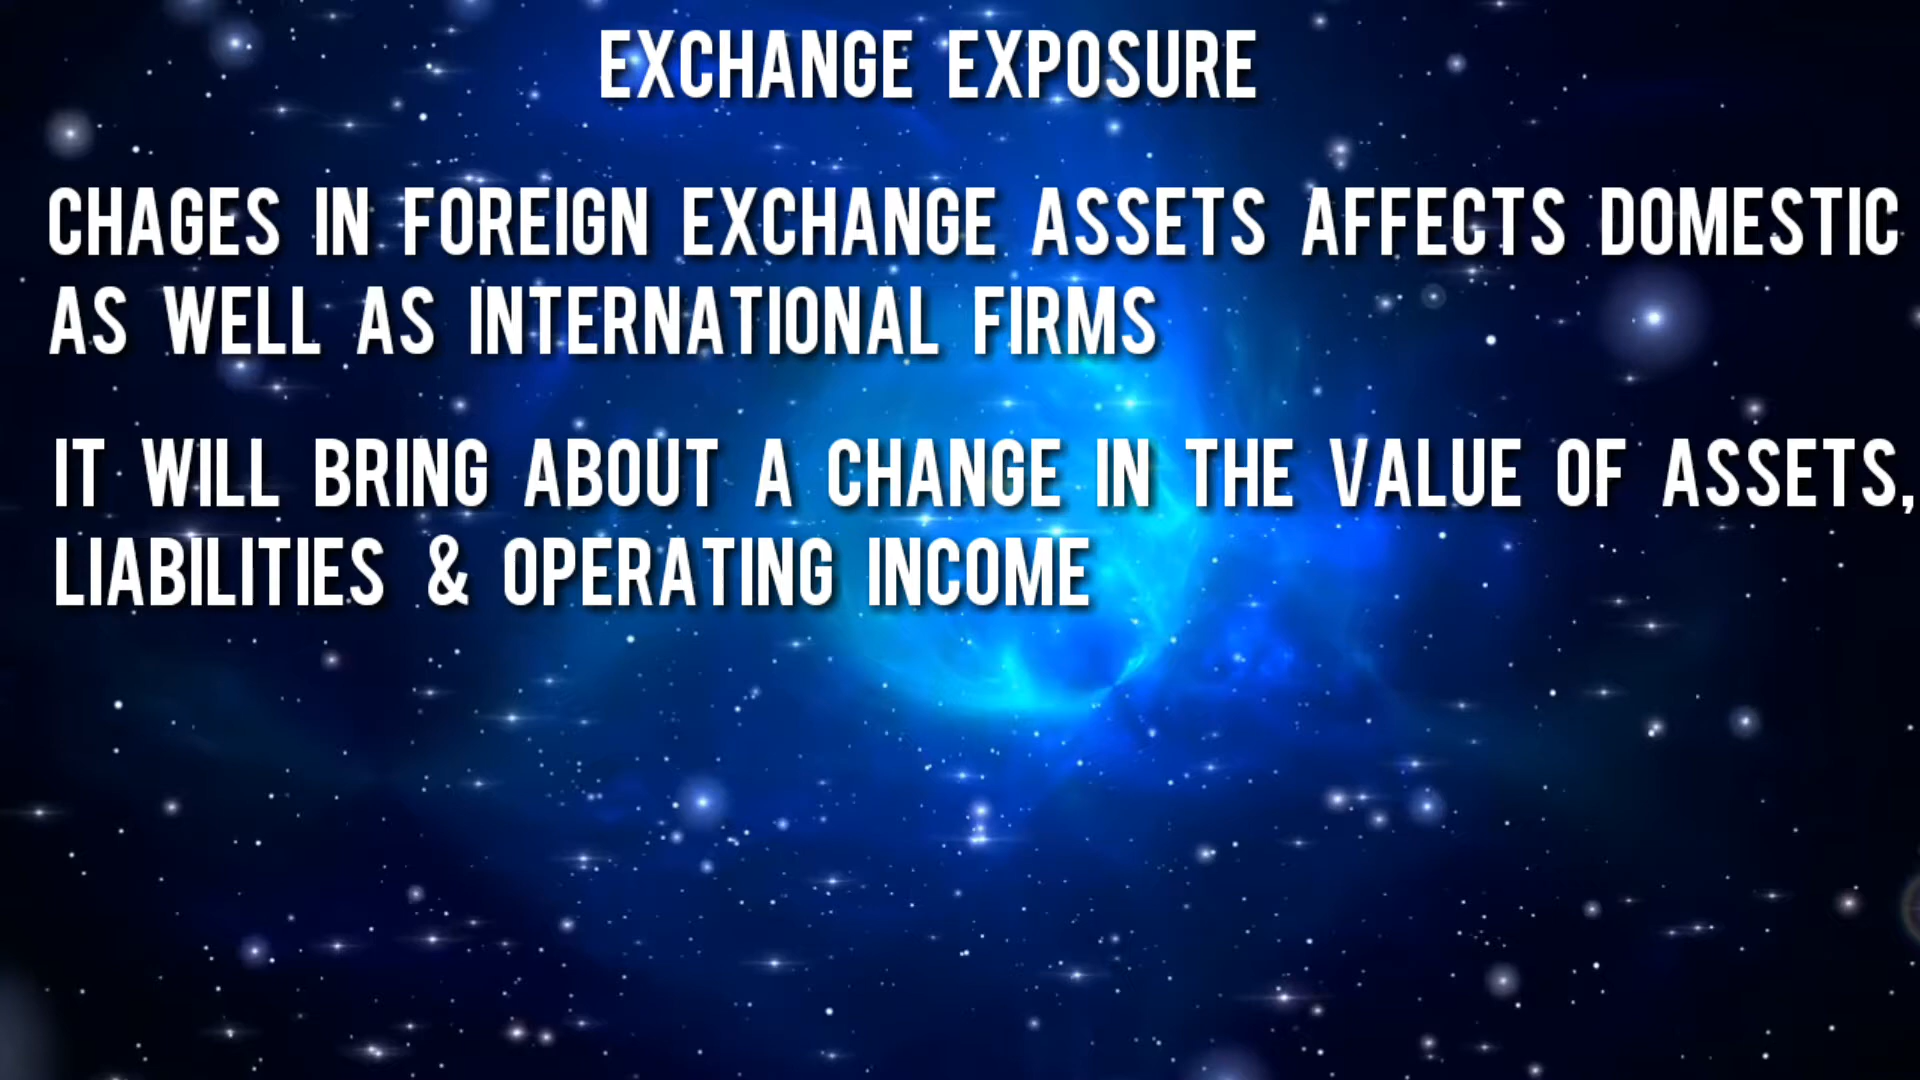 EXCHANGE EXPOSURE
CHAGES IN FOREIGN EXCHANGE ASSETS AFFECTS DOMESTIC
AS WELL AS INTERNATIONAL FIRMS
IT WILL BRING ABOUT A CHANGE IN THE VALUE OF ASSETS,
LIABILITIES & OPERATING INCOME